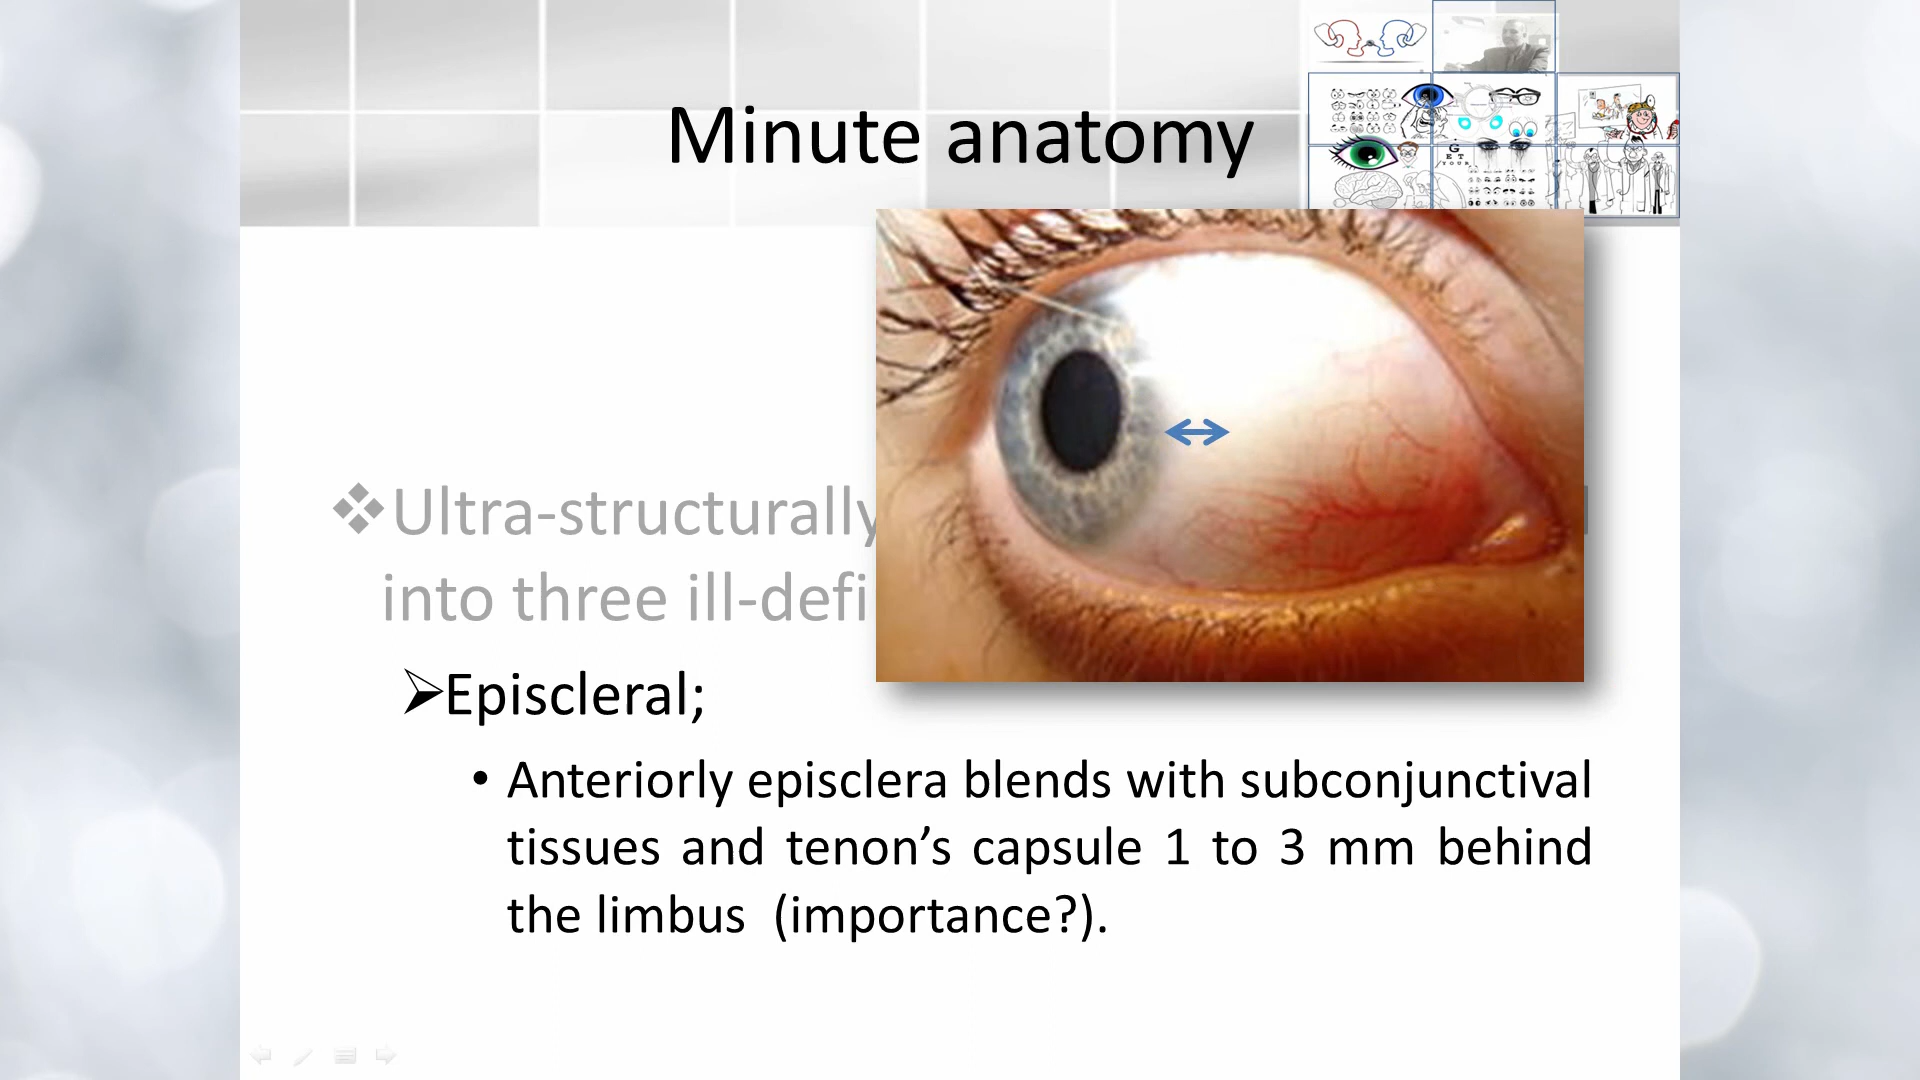 Minute anatomy
G
E T
Y O U R
❖Ultra-structurally
into three ill-defi
➢Episcleral;
• Anteriorly episclera blends with subconjunctival
tissues and tenon’s capsule 1 to 3 mm behind
the limbus (importance?).